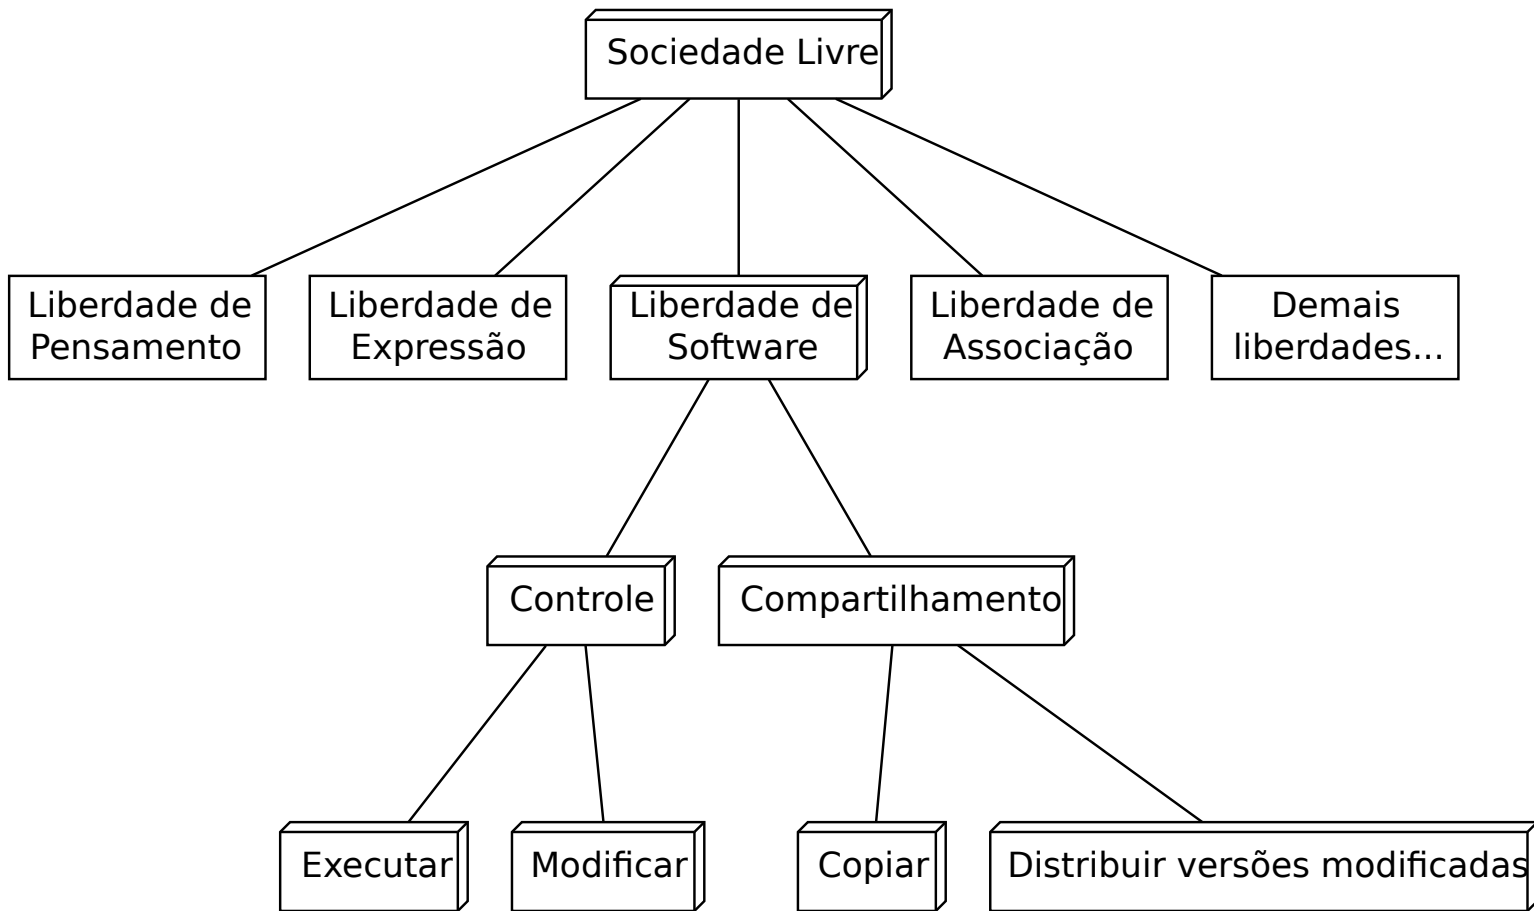 Sociedade Livre
Liberdade de
Pensamento
Liberdade de
Expressão
Liberdade de
Software
Liberdade de
Associação
Demais
liberdades...
Controle
Compartilhamento
Executar
Modificar
Copiar
Distribuir versões modificadas